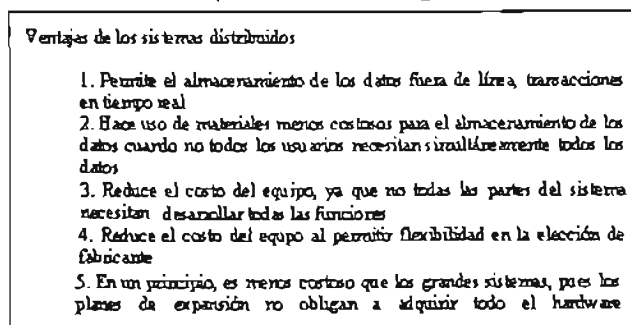 Ventajas de los sistemas distribuidos
1. Permite el almacenamiento de los datos fuera de línea, transacciones
en tiempo real
2. Hace uso de materiales menos costosos para el almacenamiento de los
datos cuando no todos los usuarios necesitan simultáneamente todos los
datos
3. Reduce el costo del equipo, ya que no todas las partes del sistema
necesitan desarrollar todas las funciones
4. Reduce el costo del equpo al permitir flexibilidad en la elección de
fabricante
5. En un principio, es menos costoso que los grandes sistemas, pues los
planes de expansión no obligan a adquirir todo el hardware